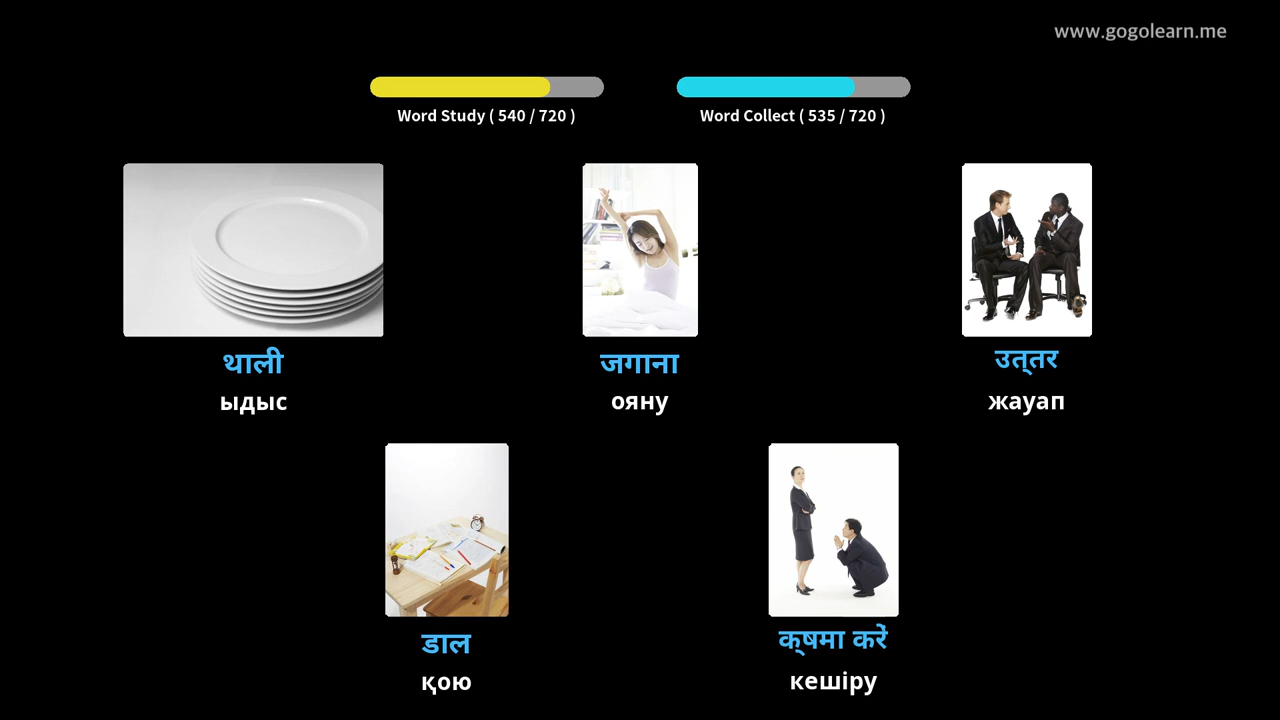 www.gogolearn.me
Word Study ( 540 / 720 )
Word Collect ( 535 / 720 )
थाली
ыдыс
जगाना
ояну
उत्तर
жауап
डाल
қою
क्षमा करें
кешіру